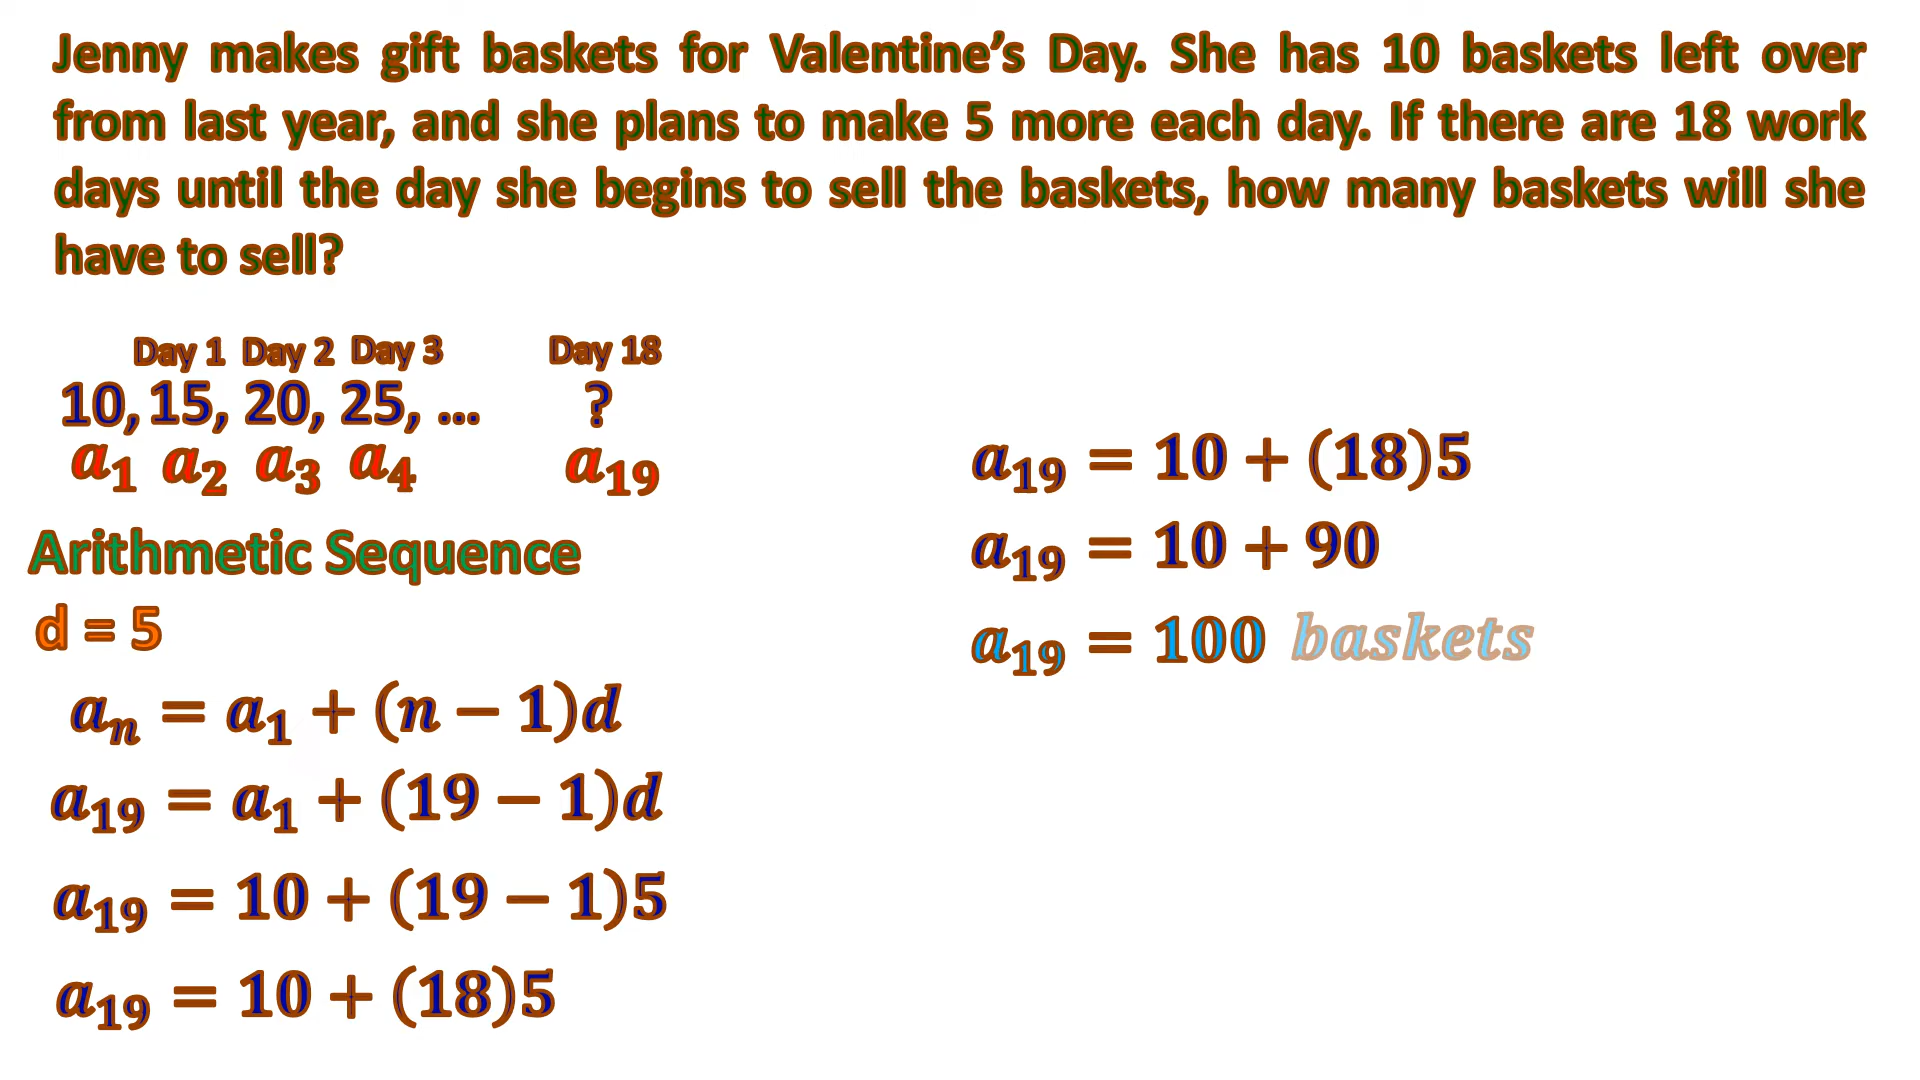 Jenny makes gift baskets for Valentine’s Day. She has 10 baskets left over
from last year, and she plans to make 5 more each day. If there are 18 work
days until the day she begins to sell the baskets, how many baskets will she
have to sell?
Day 1 Day 2 Day 3 Day 18
10, 15, 20, 25, ... ?
a₁ a₂ a₃ a₄ a₁₉
Arithmetic Sequence
d = 5
aₙ = a₁ + (n − 1)d
a₁₉ = a₁ + (19 − 1)d
a₁₉ = 10 + (19 − 1)5
a₁₉ = 10 + (18)5
a₁₉ = 10 + (18)5
a₁₉ = 10 + 90
a₁₉ = 100 baskets